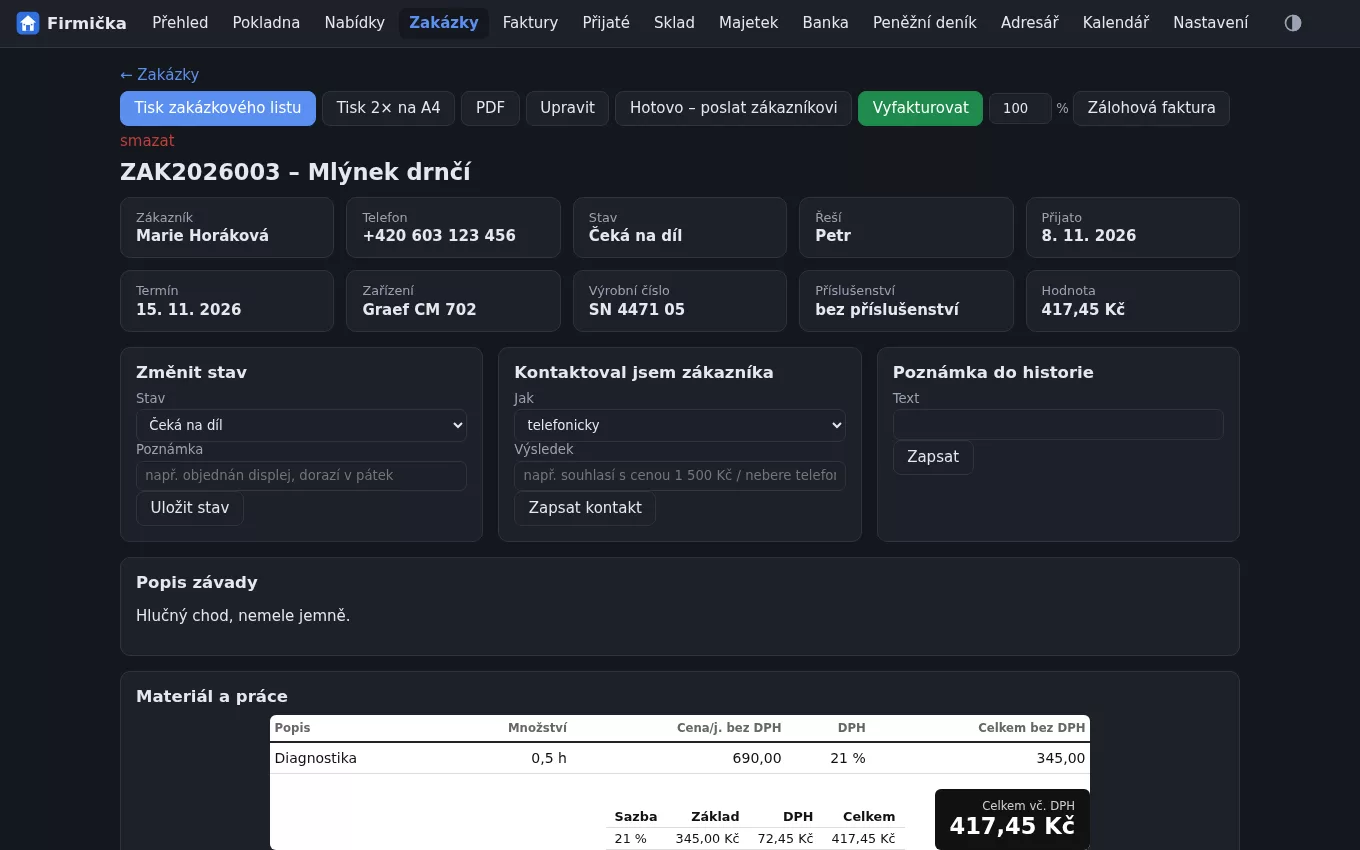 Firmička Přehled Pokladna Nabídky Zakázky Faktury Přijaté Sklad Majetek Banka Peněžní deník Adresář Kalendář Nastavení
← Zakázky
Tisk zakázkového listu Tisk 2× na A4 PDF Upravit Hotovo – poslat zákazníkovi Vyfakturovat 100 % Zálohová faktura
smazat
ZAK2026003 – Mlýnek drnčí
Zákazník Telefon Stav Řeší Přijato
Marie Horáková +420 603 123 456 Čeká na díl Petr 8. 11. 2026
Termín Zařízení Výrobní číslo Příslušenství Hodnota
15. 11. 2026 Graef CM 702 SN 4471 05 bez příslušenství 417,45 Kč
Změnit stav Kontaktoval jsem zákazníka Poznámka do historie
Stav Jak Text
Čeká na díl telefonicky
Poznámka Výsledek Zapsat
např. objednán displej, dorazí v pátek např. souhlasí s cenou 1 500 Kč / nebere telefon
Uložit stav Zapsat kontakt
Popis závady
Hlučný chod, nemele jemně.
Materiál a práce
Popis Množství Cena/j. bez DPH DPH Celkem bez DPH
Diagnostika 0,5 h 690,00 21 % 345,00
Celkem vč. DPH
Sazba Základ DPH Celkem 417,45 Kč
21 % 345,00 Kč 72,45 Kč 417,45 Kč